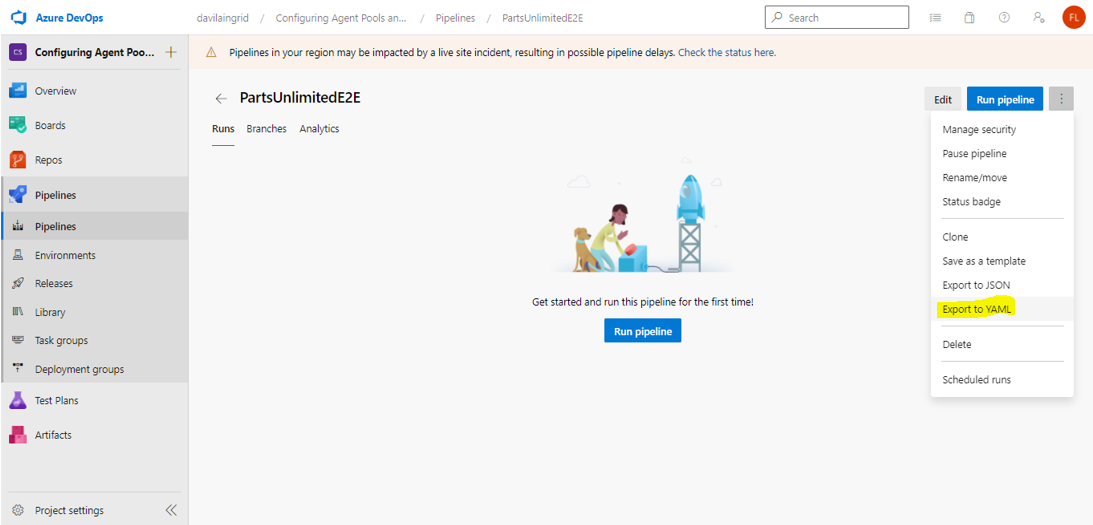 Azure DevOps
davilaingrid / Configuring Agent Pools an... / Pipelines / PartsUnlimitedE2E
Search
FL
CS
Configuring Agent Poo...
Pipelines in your region may be impacted by a live site incident, resulting in possible pipeline delays. Check the status here.
Overview
Boards
Repos
Pipelines
Pipelines
Environments
Releases
Library
Task groups
Deployment groups
Test Plans
Artifacts
Project settings
PartsUnlimitedE2E
Edit
Run pipeline
Runs
Branches
Analytics
Manage security
Pause pipeline
Rename/move
Status badge
Clone
Save as a template
Export to JSON
Export to YAML
Delete
Scheduled runs
Get started and run this pipeline for the first time!
Run pipeline